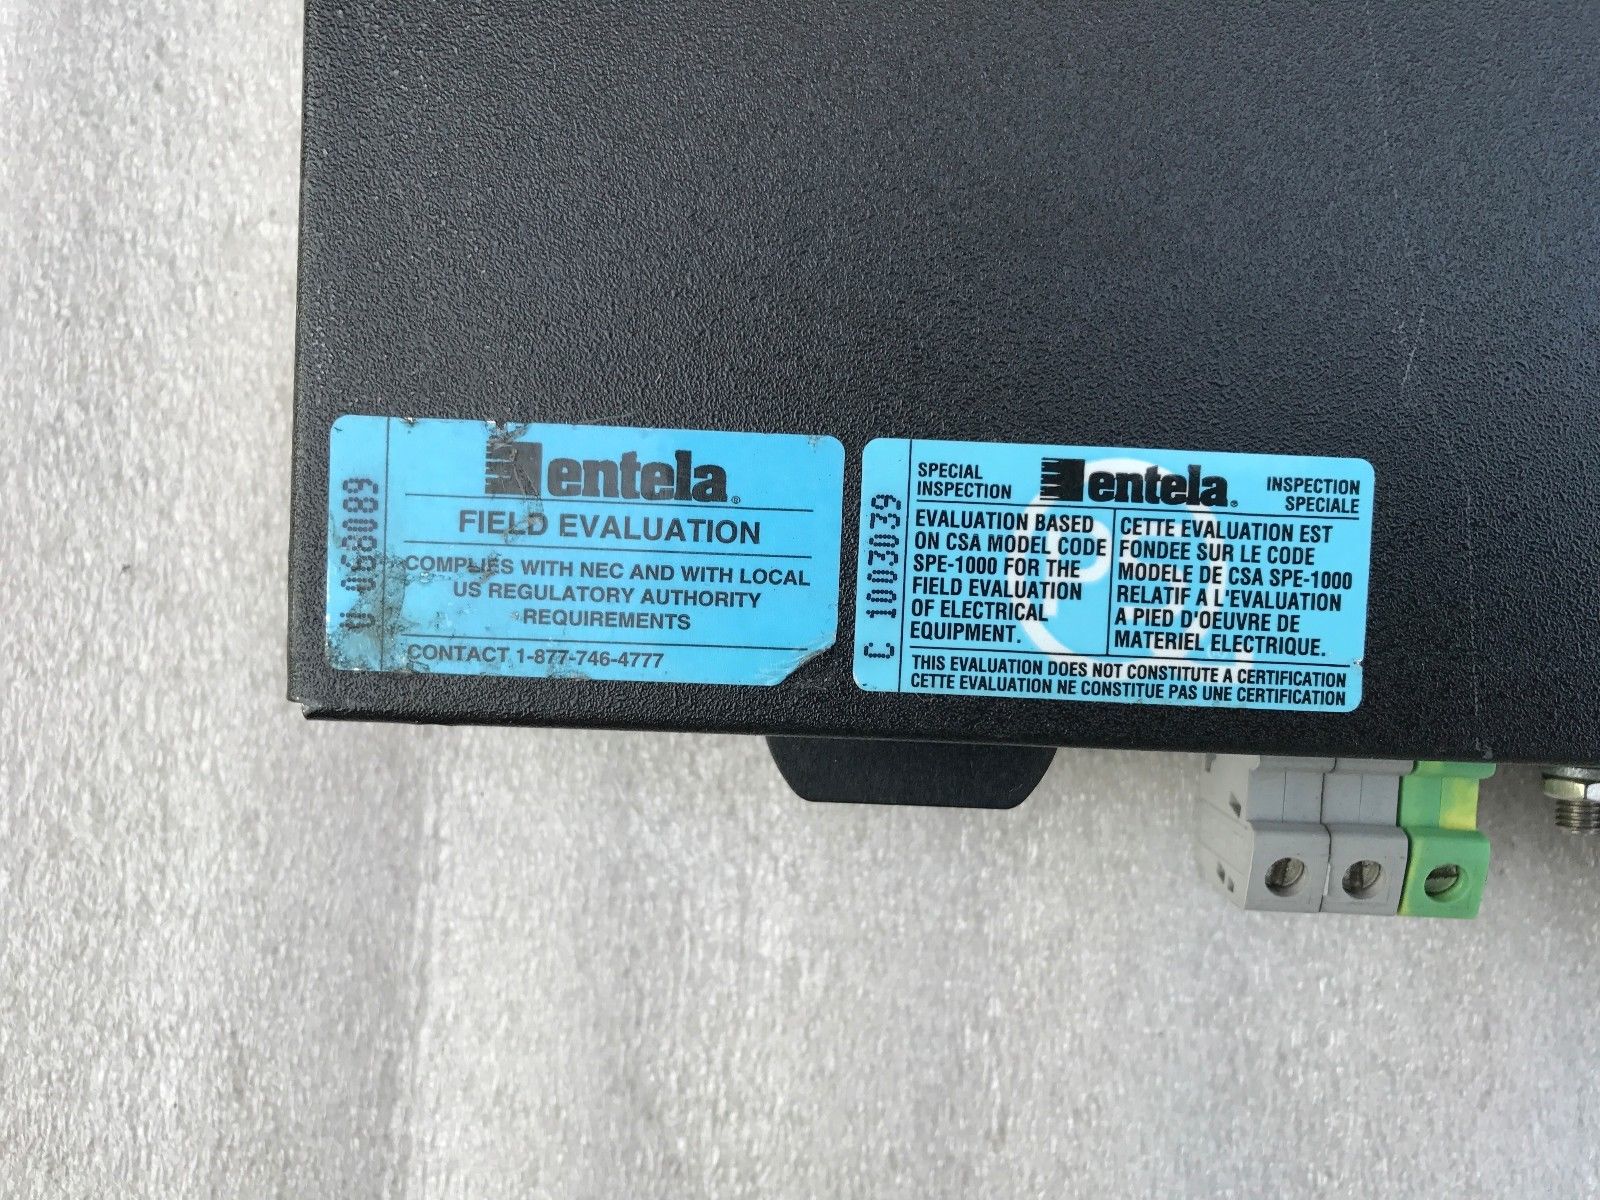 U 068089
entela®
FIELD EVALUATION
COMPLIES WITH NEC AND WITH LOCAL
US REGULATORY AUTHORITY
REQUIREMENTS
CONTACT 1-877-746-4777
C 1003039
SPECIAL
INSPECTION
entela®
INSPECTION
SPECIALE
EVALUATION BASED
ON CSA MODEL CODE
SPE-1000 FOR THE
FIELD EVALUATION
OF ELECTRICAL
EQUIPMENT.
CETTE EVALUATION EST
FONDEE SUR LE CODE
MODELE DE CSA SPE-1000
RELATIF A L'EVALUATION
A PIED D'OEUVRE DE
MATERIEL ELECTRIQUE.
THIS EVALUATION DOES NOT CONSTITUTE A CERTIFICATION
CETTE EVALUATION NE CONSTITUE PAS UNE CERTIFICATION